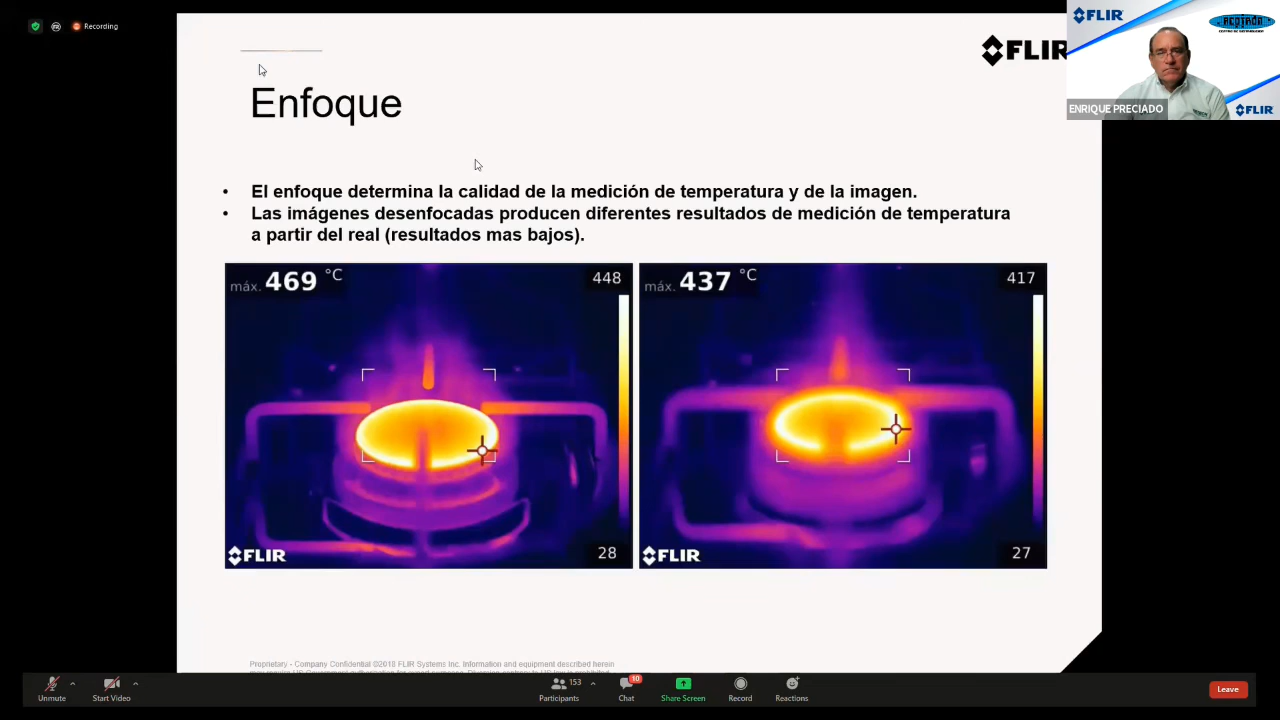 Recording
FLIR
Enfoque
• El enfoque determina la calidad de la medición de temperatura y de la imagen.
• Las imágenes desenfocadas producen diferentes resultados de medición de temperatura
a partir del real (resultados mas bajos).
máx. 469 °C
448
28
FLIR
máx. 437 °C
417
27
FLIR
Proprietary - Company Confidential ©2018 FLIR Systems Inc. Information and equipment described herein
FLIR
ENRIQUE PRECIADO
FLIR
Unmute
Start Video
153
Participants
10
Chat
Share Screen
Record
Reactions
Leave